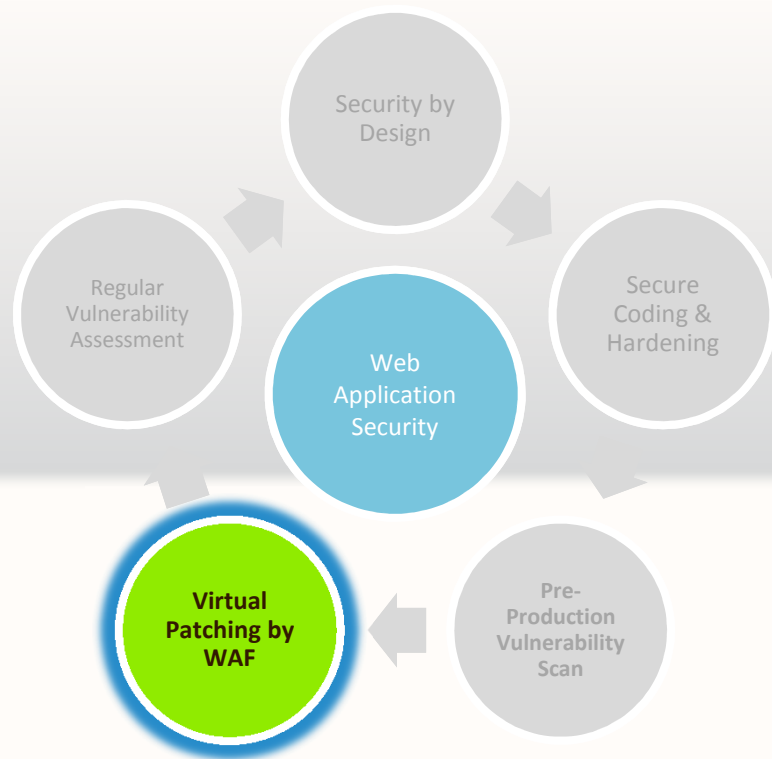 Security by
Design
Secure
Coding &
Hardening
Pre-
Production
Vulnerability
Scan
Virtual
Patching by
WAF
Regular
Vulnerability
Assessment
Web
Application
Security